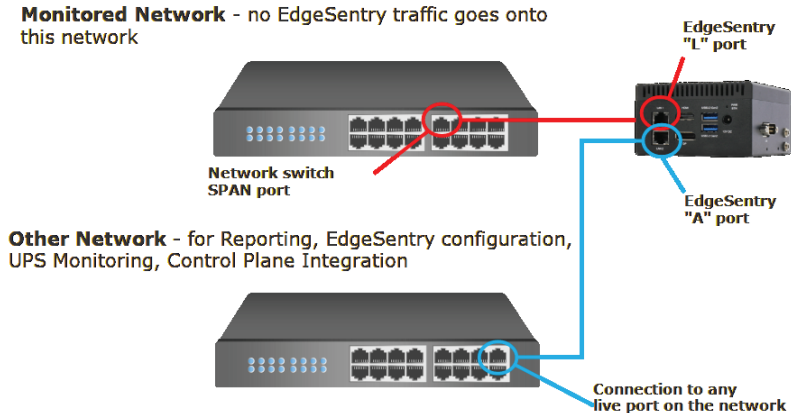 Monitored Network - no EdgeSentry traffic goes onto
this network
EdgeSentry
"L" port
Network switch
SPAN port
EdgeSentry
"A" port
Other Network - for Reporting, EdgeSentry configuration,
UPS Monitoring, Control Plane Integration
Connection to any
live port on the network